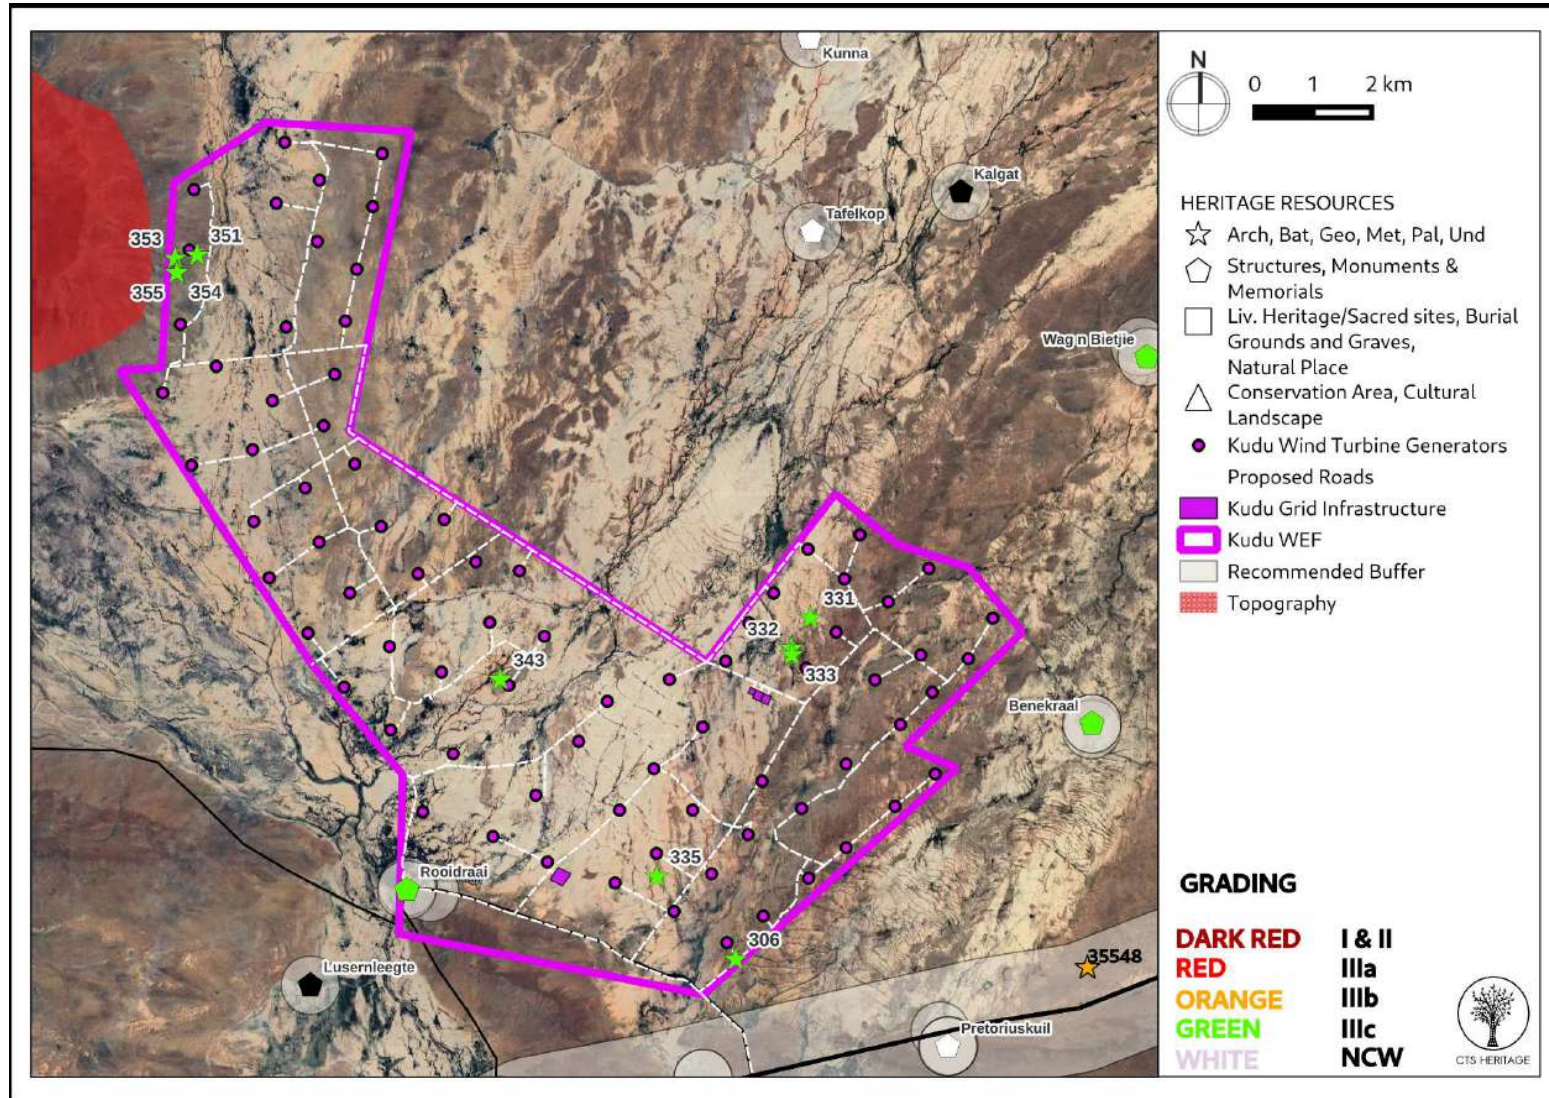 Kunna
Kalgat
Tafelkop
353
351
355
354
Wag n Bietjie
331
332
333
343
Benekraal
335
Rooidraai
306
35548
Lusernleegte
Pretoriuskuil
N
0 1 2 km
HERITAGE RESOURCES
Arch, Bat, Geo, Met, Pal, Und
Structures, Monuments &
Memorials
Liv. Heritage/Sacred sites, Burial
Grounds and Graves,
Natural Place
Conservation Area, Cultural
Landscape
Kudu Wind Turbine Generators
Proposed Roads
Kudu Grid Infrastructure
Kudu WEF
Recommended Buffer
Topography
GRADING
DARK RED I & II
RED IIIa
ORANGE IIIb
GREEN IIIc
WHITE NCW
CTS HERITAGE